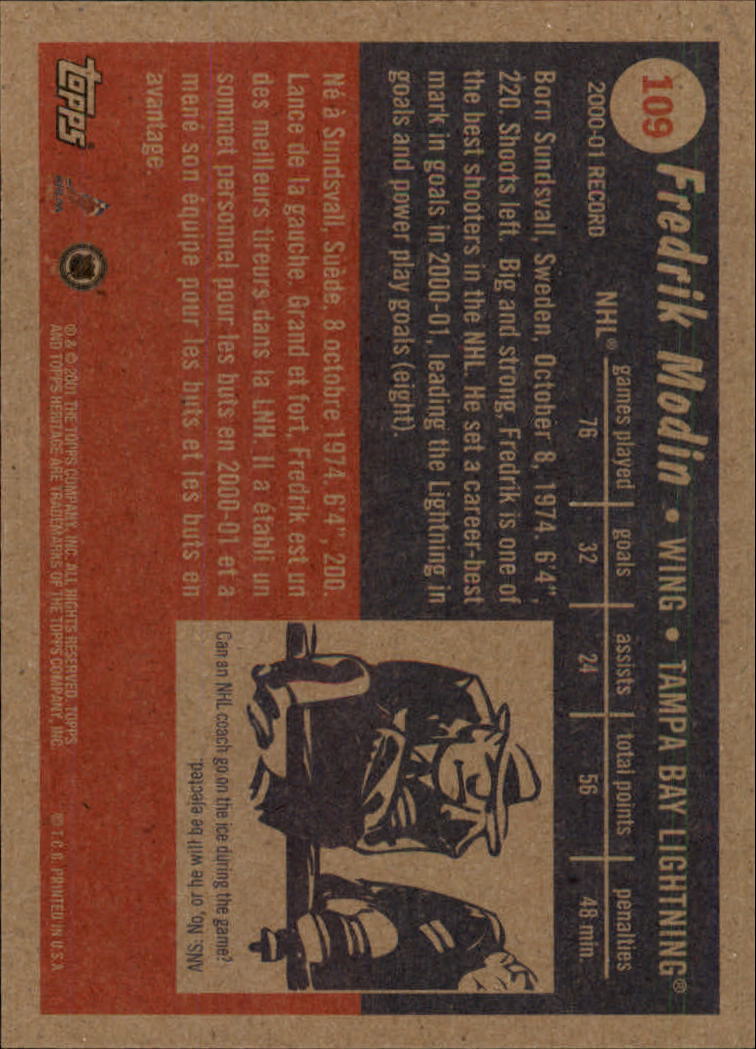 109
Fredrik Modin • WING • TAMPA BAY LIGHTNING®
2000-01 RECORD
games played goals assists total points penalties
NHL® 76 32 24 56 48 min.
Born Sundsvall, Sweden, October 8, 1974. 6'4",
220. Shoots left. Big and strong, Fredrik is one of
the best shooters in the NHL. He set a career-best
mark in goals in 2000-01, leading the Lightning in
goals and power play goals (eight).
Né à Sundsvall, Suède, 8 octobre 1974. 6'4", 200.
Lance de la gauche. Grand et fort, Fredrik est un
des meilleurs tireurs dans la LNH. Il a établi un
sommet personnel pour les buts en 2000-01 et a
mené son équipe pour les buts et les buts en
avantage.
Can an NHL coach go on the ice during the game?
ANS: No, or he will be ejected.
topps®
® & © 2001 THE TOPPS COMPANY, INC. ALL RIGHTS RESERVED. TOPPS
AND TOPPS HERITAGE ARE TRADEMARKS OF THE TOPPS COMPANY, INC.
© T.C.G. PRINTED IN U.S.A.